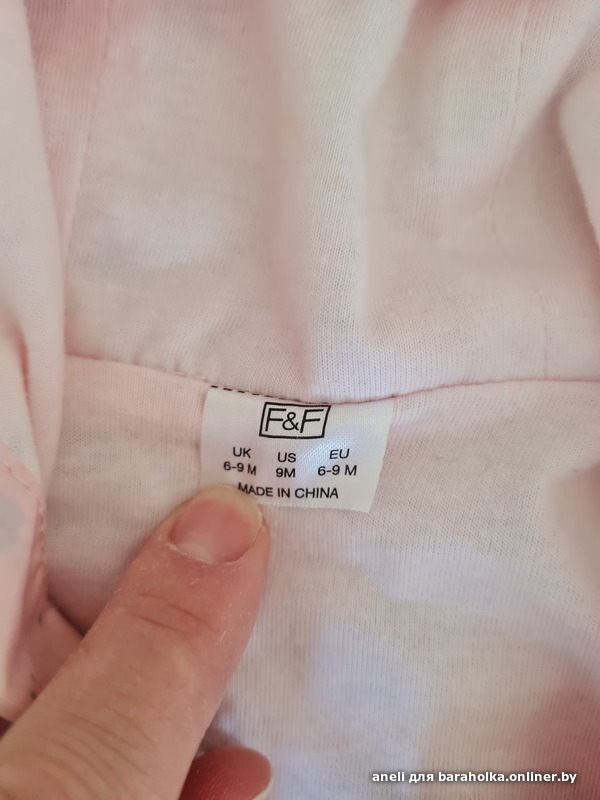 F&F
UK US EU
6-9 M 9M 6-9 M
MADE IN CHINA
aneli для baraholka.onliner.by